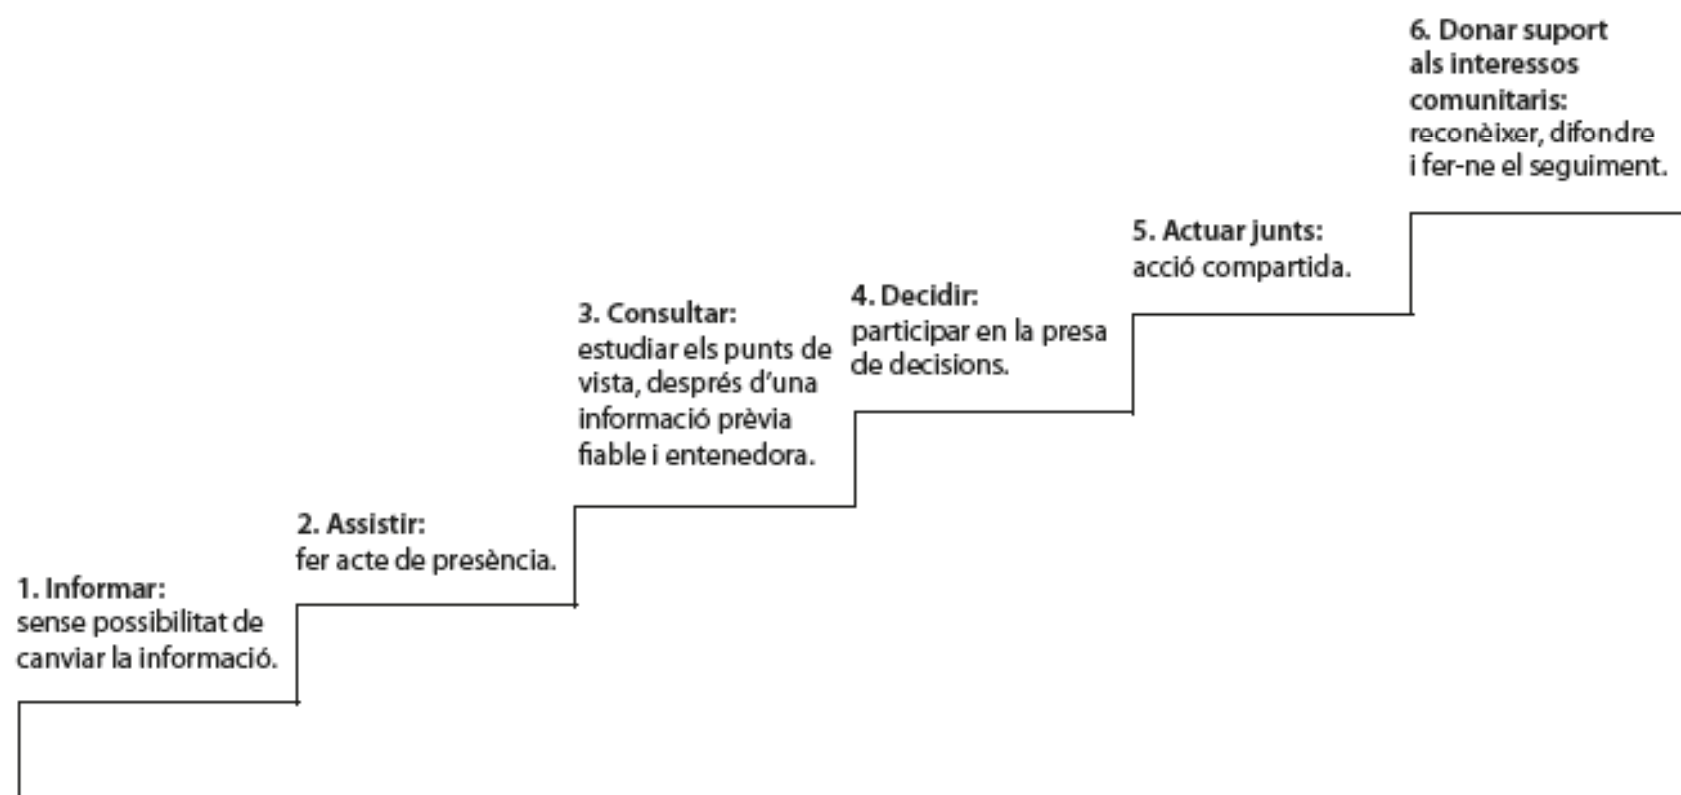 1. Informar:
sense possibilitat de
canviar la informació.
2. Assistir:
fer acte de presència.
3. Consultar:
estudiar els punts de
vista, després d’una
informació prèvia
fiable i entenedora.
4. Decidir:
participar en la presa
de decisions.
5. Actuar junts:
acció compartida.
6. Donar suport
als interessos
comunitaris:
reconèixer, difondre
i fer-ne el seguiment.